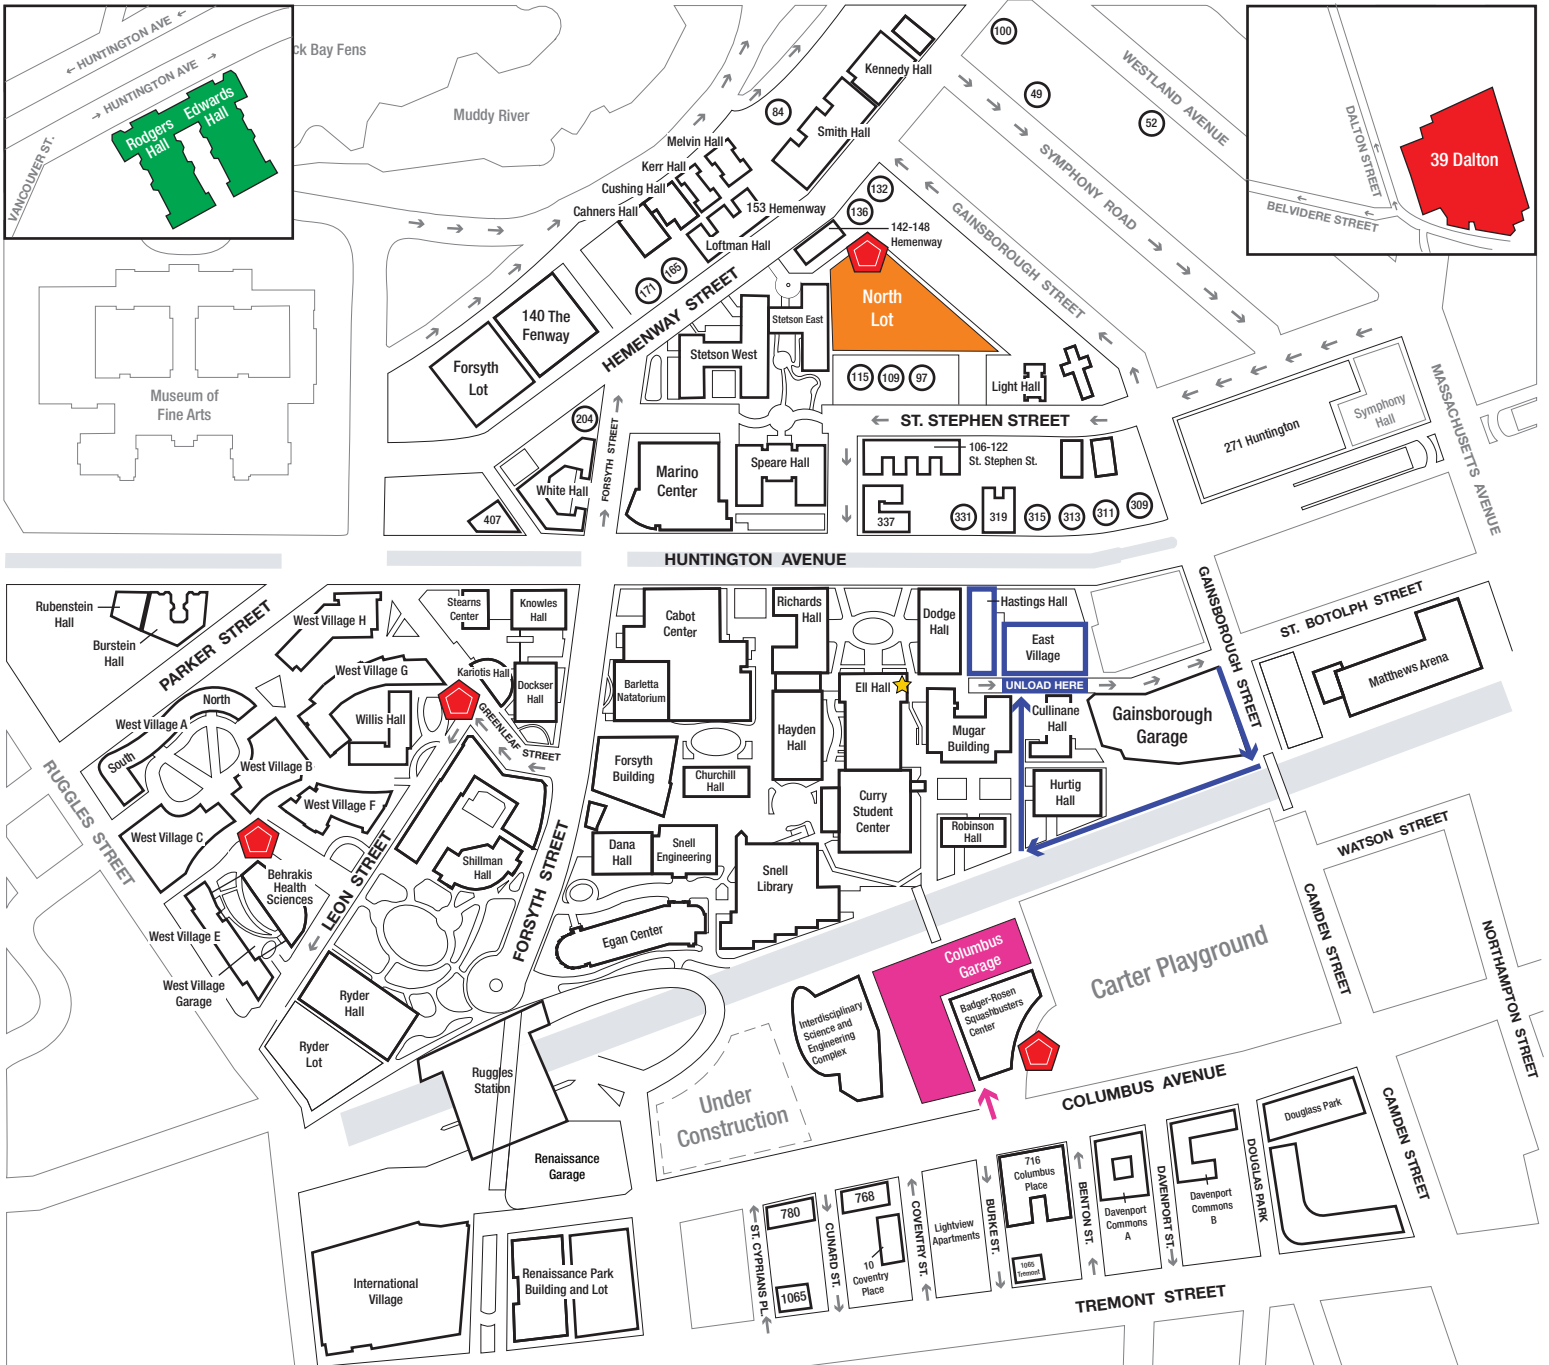 HUNTINGTON AVE
HUNTINGTON AVE
VANCOUVER ST.
Rodgers
Hall
Edwards
Hall
ck Bay Fens
Muddy River
Kennedy Hall
Smith Hall
84
100
49
52
WESTLAND AVENUE
SYMPHONY ROAD
GAINSBOROUGH STREET
DALTON STREET
BELVIDERE STREET
39 Dalton
Melvin Hall
Kerr Hall
Cushing Hall
Cahners Hall
153 Hemenway
Loftman Hall
132
136
142-148
Hemenway
171
165
HEMENWAY STREET
North
Lot
140 The
Fenway
Forsyth
Lot
Stetson East
Stetson West
115
109
97
Light Hall
Museum of
Fine Arts
204
FORSYTH STREET
ST. STEPHEN STREET
271 Huntington
Symphony
Hall
MASSACHUSETTS AVENUE
White Hall
407
Marino
Center
Speare Hall
106-122
St. Stephen St.
337
331
319
315
313
311
309
HUNTINGTON AVENUE
Rubenstein
Hall
Burstein
Hall
PARKER STREET
West Village H
West Village G
Stearns
Center
Knowles
Hall
Kariotis Hall
Dockser
Hall
Willis Hall
GREENLEAF STREET
North
West Village A
South
West Village B
West Village F
West Village C
RUGGLES STREET
Behrakis
Health
Sciences
West Village E
West Village
Garage
LEON STREET
Cabot
Center
Barletta
Natatorium
Richards
Hall
Hayden
Hall
Ell Hall
Dodge
Hall
Hastings Hall
East
Village
UNLOAD HERE
Mugar
Building
Cullinane
Hall
Gainsborough
Garage
GAINSBOROUGH STREET
ST. BOTOLPH STREET
Matthews Arena
Forsyth
Building
Churchill
Hall
Curry
Student
Center
Hurtig
Hall
Robinson
Hall
Shillman
Hall
Dana
Hall
Snell
Engineering
Snell
Library
FORSYTH STREET
Egan Center
Ryder
Hall
Ryder
Lot
Ruggles
Station
Columbus
Garage
Interdisciplinary
Science and
Engineering
Complex
Badger-Rosen
Squashbusters
Center
Carter Playground
WATSON STREET
CAMDEN STREET
NORTHAMPTON STREET
Under
Construction
COLUMBUS AVENUE
CAMDEN STREET
Renaissance
Garage
International
Village
Renaissance Park
Building and Lot
780
768
1065
ST. CYPRIANS PL.
CUNARD ST.
10
Coventry
Place
COVENTRY ST.
Lightview
Apartments
BURKE ST.
716
Columbus
Place
1065
Tremont
BENTON ST.
Davenport
Commons
A
DAVENPORT ST.
Davenport
Commons
B
DOUGLAS PARK
Douglass Park
TREMONT STREET